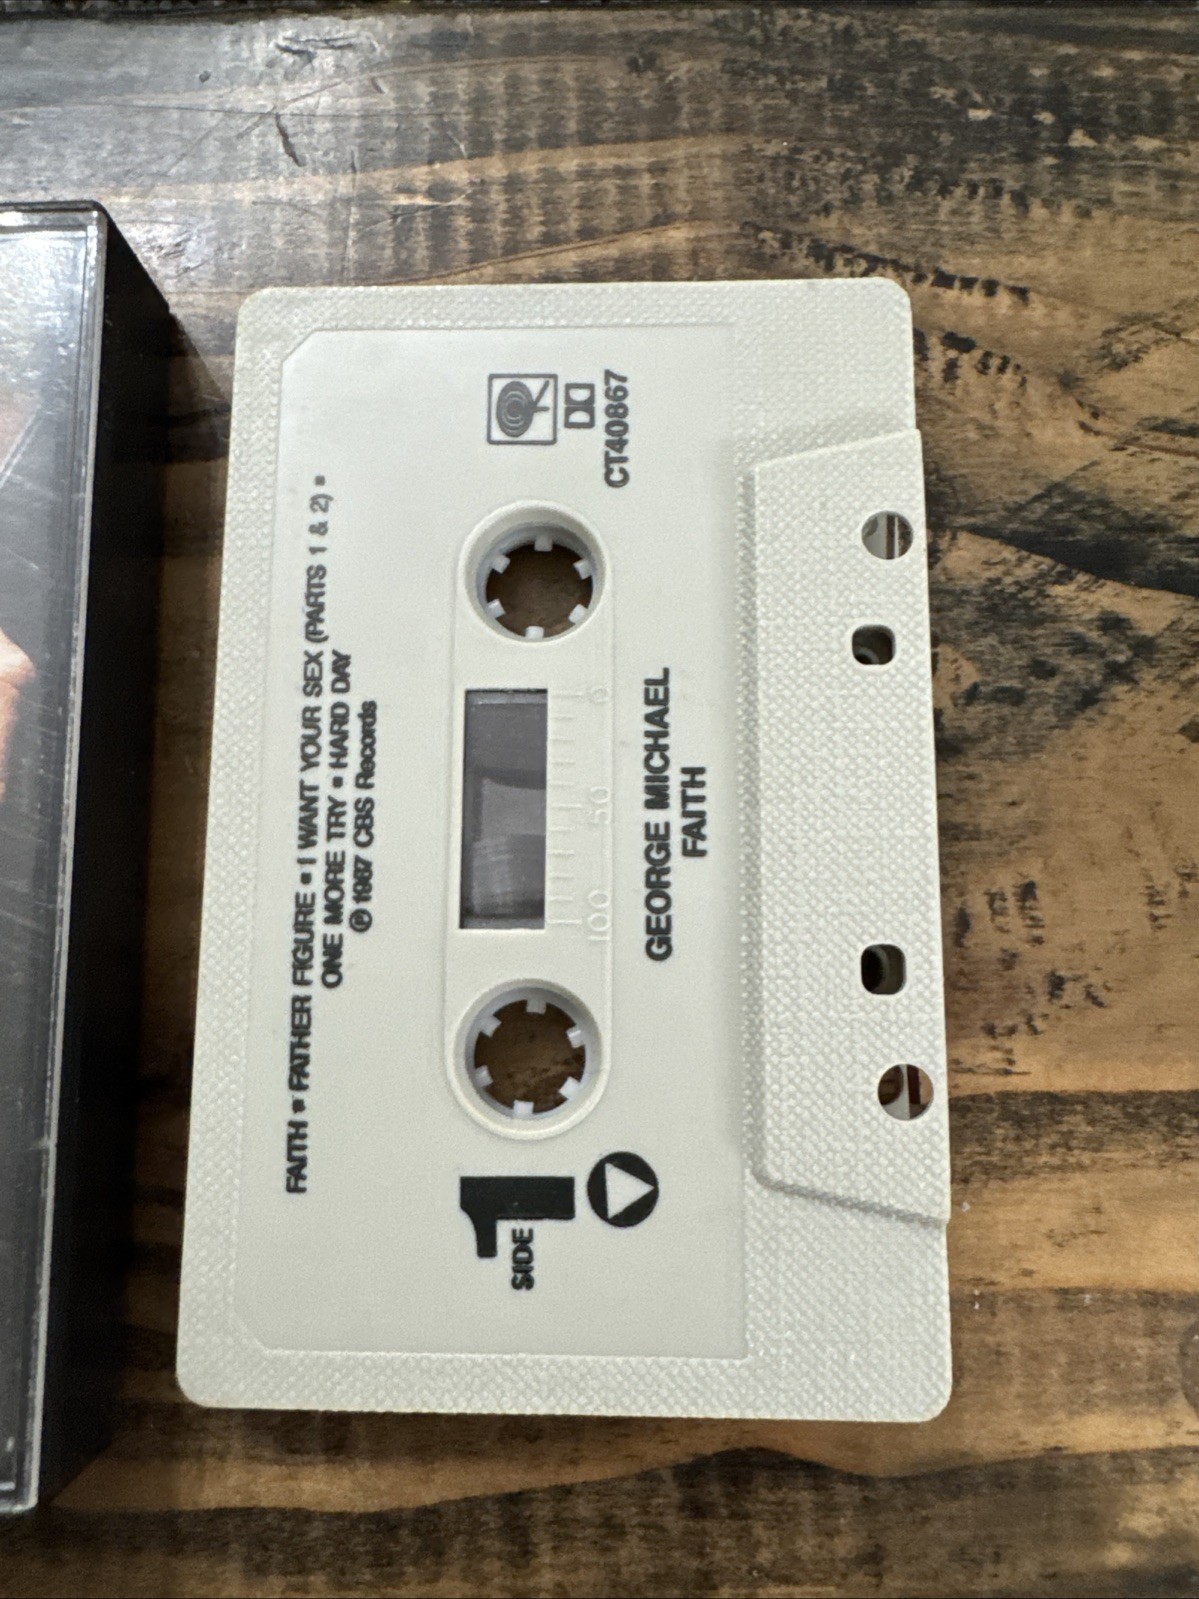 FAITH ▪ FATHER FIGURE ▪ I WANT YOUR SEX (PARTS 1 & 2) ▪
ONE MORE TRY ▪ HARD DAY
℗ 1987 CBS Records
SIDE 1
100 50 0
CT40867
GEORGE MICHAEL
FAITH